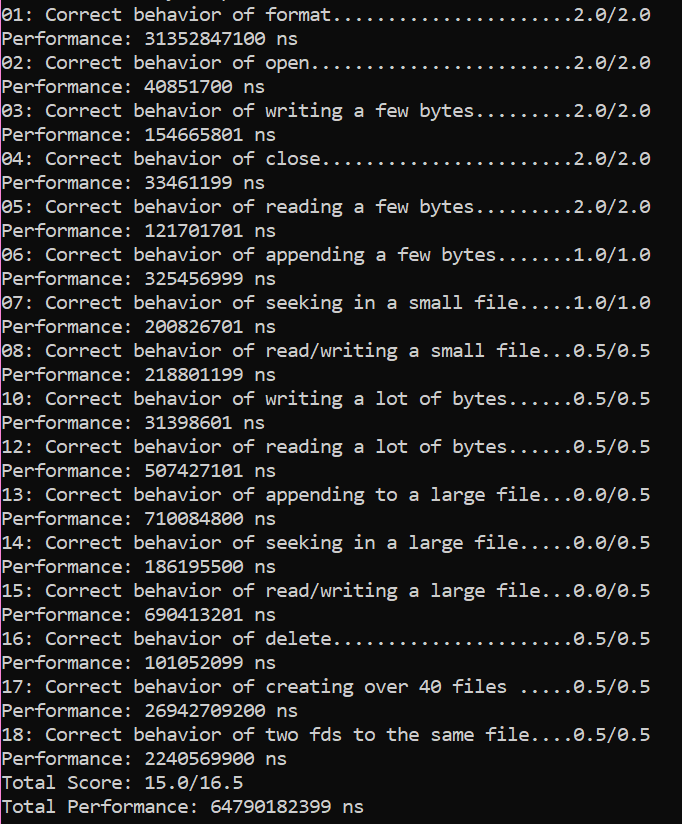 01: Correct behavior of format......................2.0/2.0
Performance: 31352847100 ns
02: Correct behavior of open........................2.0/2.0
Performance: 40851700 ns
03: Correct behavior of writing a few bytes.........2.0/2.0
Performance: 154665801 ns
04: Correct behavior of close.......................2.0/2.0
Performance: 33461199 ns
05: Correct behavior of reading a few bytes.........2.0/2.0
Performance: 121701701 ns
06: Correct behavior of appending a few bytes.......1.0/1.0
Performance: 325456999 ns
07: Correct behavior of seeking in a small file.....1.0/1.0
Performance: 200826701 ns
08: Correct behavior of read/writing a small file...0.5/0.5
Performance: 218801199 ns
10: Correct behavior of writing a lot of bytes......0.5/0.5
Performance: 31398601 ns
12: Correct behavior of reading a lot of bytes......0.5/0.5
Performance: 507427101 ns
13: Correct behavior of appending to a large file...0.0/0.5
Performance: 710084800 ns
14: Correct behavior of seeking in a large file.....0.0/0.5
Performance: 186195500 ns
15: Correct behavior of read/writing a large file...0.0/0.5
Performance: 690413201 ns
16: Correct behavior of delete......................0.5/0.5
Performance: 101052099 ns
17: Correct behavior of creating over 40 files .....0.5/0.5
Performance: 26942709200 ns
18: Correct behavior of two fds to the same file....0.5/0.5
Performance: 2240569900 ns
Total Score: 15.0/16.5
Total Performance: 64790182399 ns